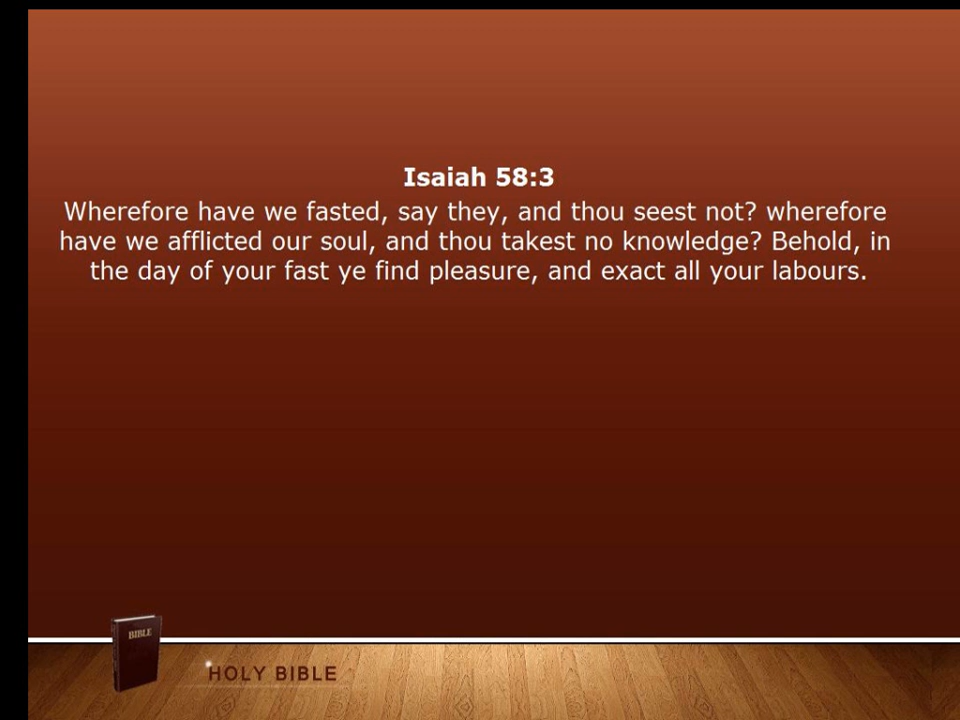 Isaiah 58:3
Wherefore have we fasted, say they, and thou seest not? wherefore
have we afflicted our soul, and thou takest no knowledge? Behold, in
the day of your fast ye find pleasure, and exact all your labours.
BIBLE
HOLY BIBLE